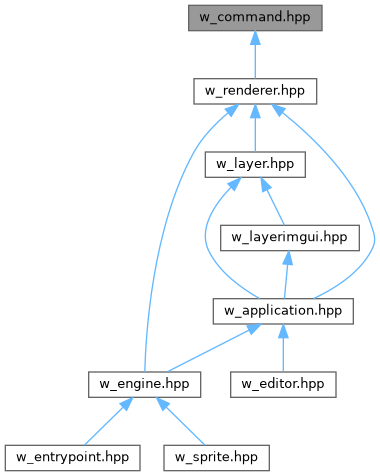 w_command.hpp
w_renderer.hpp
w_layer.hpp
w_layerimgui.hpp
w_application.hpp
w_engine.hpp
w_editor.hpp
w_entrypoint.hpp
w_sprite.hpp